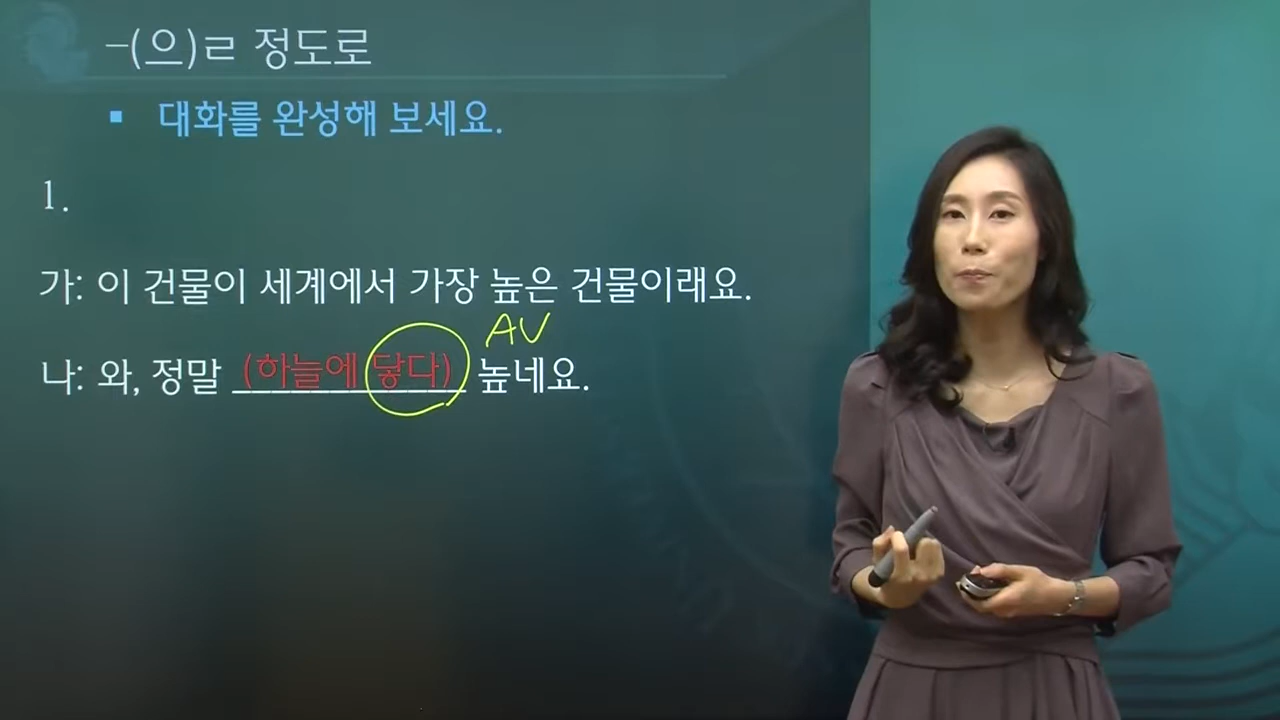 -(으)ㄹ 정도로
▪ 대화를 완성해 보세요.
1.
가: 이 건물이 세계에서 가장 높은 건물이래요.
AV
나: 와, 정말 (하늘에 닿다) 높네요.